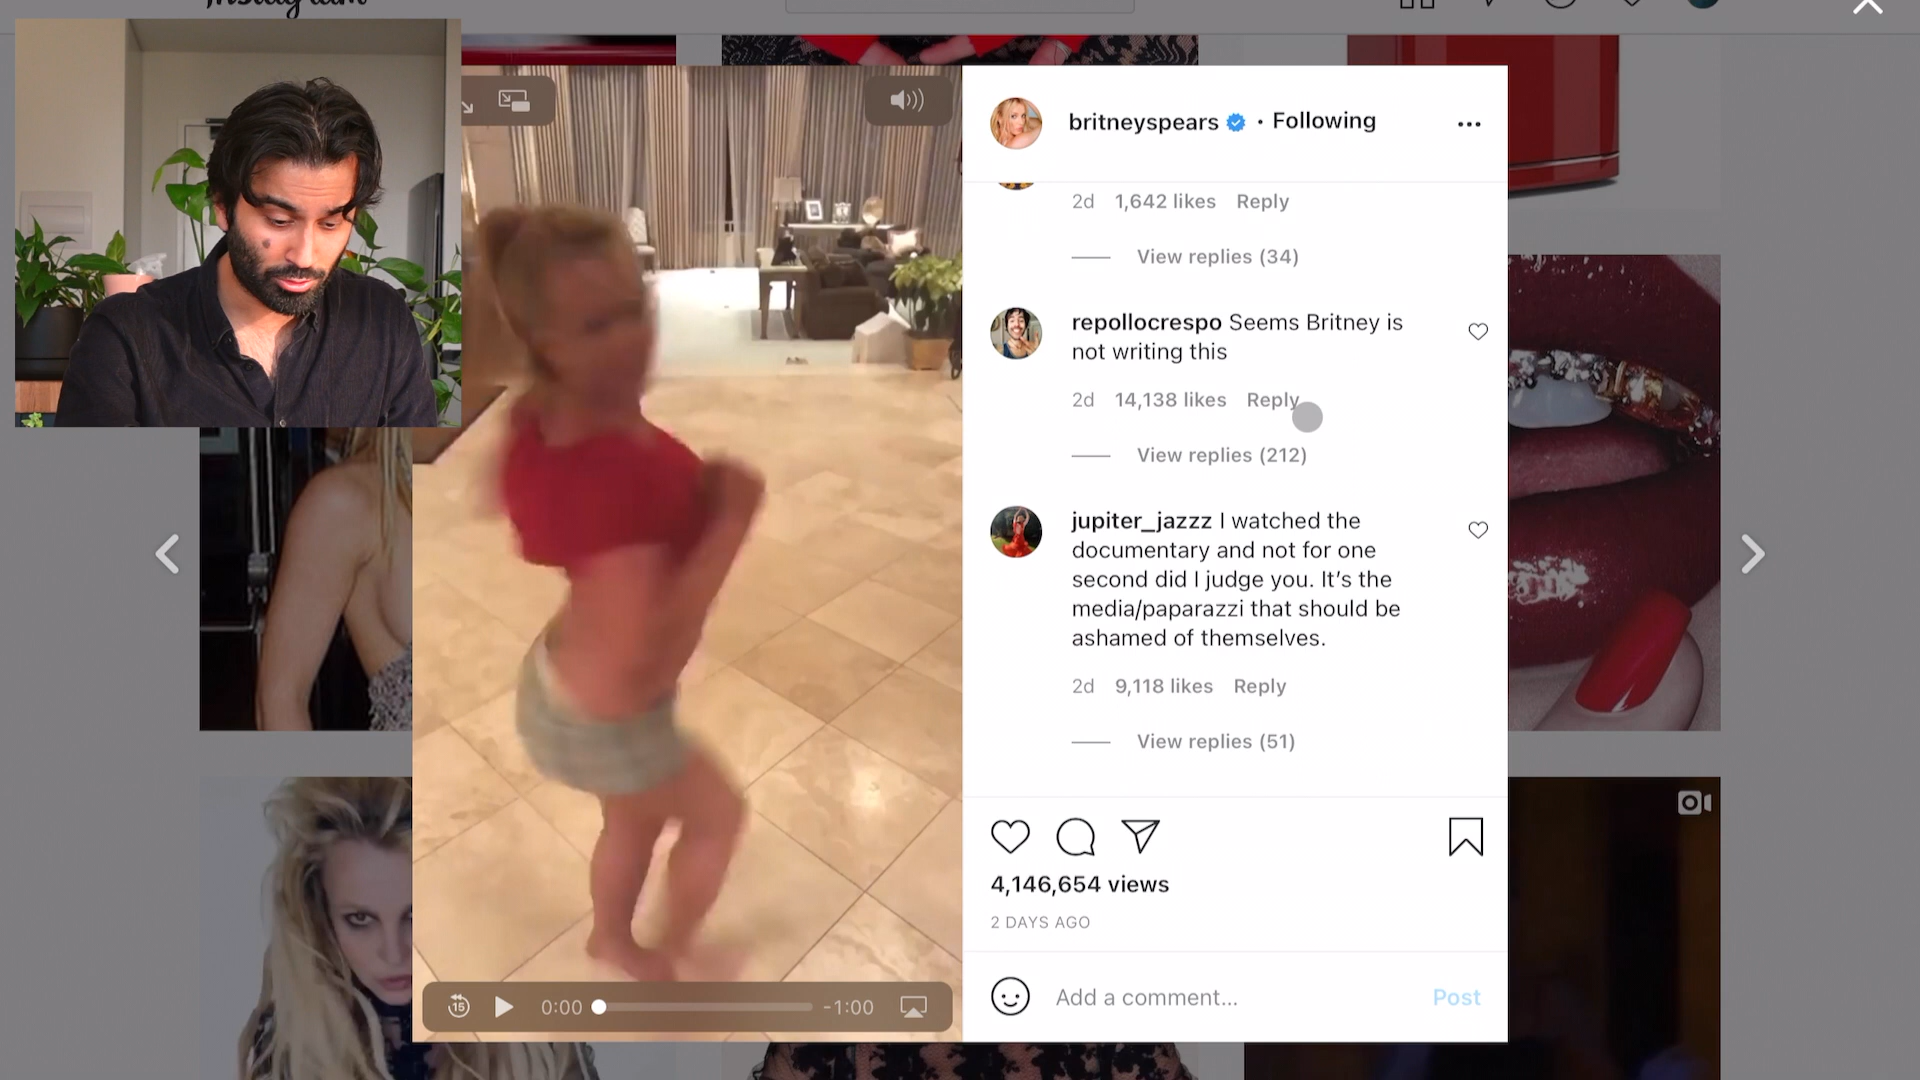 Instagram
britneyspears • Following
2d 1,642 likes Reply
View replies (34)
repollocrespo Seems Britney is
not writing this
2d 14,138 likes Reply
View replies (212)
jupiter_jazzz I watched the
documentary and not for one
second did I judge you. It's the
media/paparazzi that should be
ashamed of themselves.
2d 9,118 likes Reply
View replies (51)
4,146,654 views
2 DAYS AGO
15 0:00 -1:00
Add a comment... Post